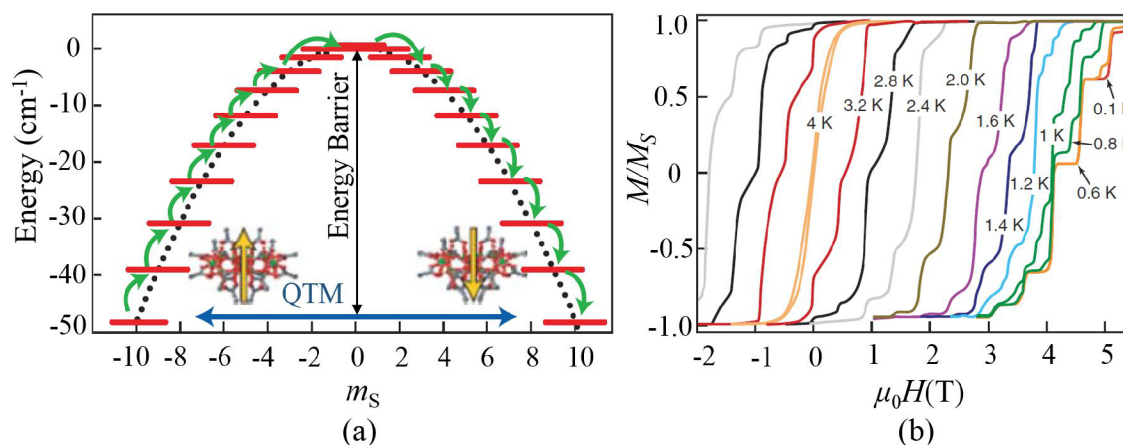 Energy (cm⁻¹)
0
-10
-20
-30
-40
-50
Energy Barrier
QTM
-10 -8 -6 -4 -2 0 2 4 6 8 10
mS
(a)
M/MS
1.0
0.5
0
-0.5
-1.0
4 K
3.2 K
2.8 K
2.4 K
2.0 K
1.6 K
1.4 K
1.2 K
1 K
0.1
0.8
0.6 K
-2 -1 0 1 2 3 4 5
μ0H(T)
(b)